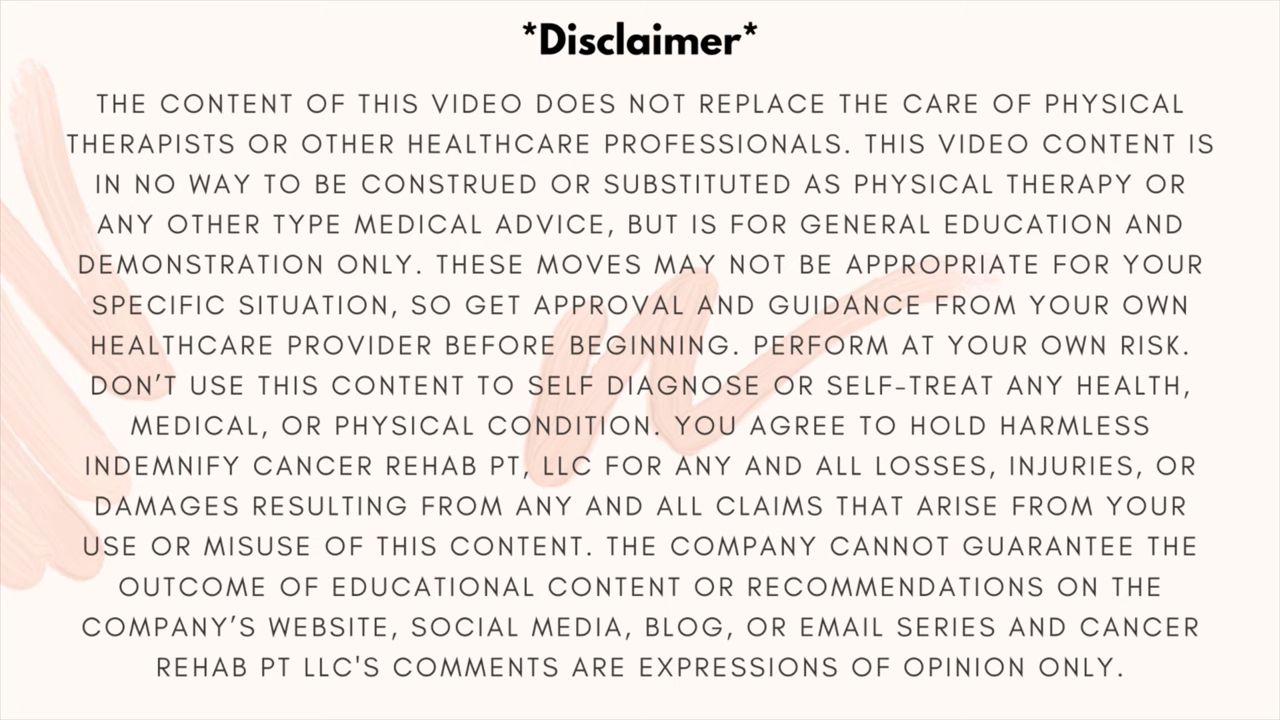 *Disclaimer*
THE CONTENT OF THIS VIDEO DOES NOT REPLACE THE CARE OF PHYSICAL
THERAPISTS OR OTHER HEALTHCARE PROFESSIONALS. THIS VIDEO CONTENT IS
IN NO WAY TO BE CONSTRUED OR SUBSTITUTED AS PHYSICAL THERAPY OR
ANY OTHER TYPE MEDICAL ADVICE, BUT IS FOR GENERAL EDUCATION AND
DEMONSTRATION ONLY. THESE MOVES MAY NOT BE APPROPRIATE FOR YOUR
SPECIFIC SITUATION, SO GET APPROVAL AND GUIDANCE FROM YOUR OWN
HEALTHCARE PROVIDER BEFORE BEGINNING. PERFORM AT YOUR OWN RISK.
DON’T USE THIS CONTENT TO SELF DIAGNOSE OR SELF-TREAT ANY HEALTH,
MEDICAL, OR PHYSICAL CONDITION. YOU AGREE TO HOLD HARMLESS
INDEMNIFY CANCER REHAB PT, LLC FOR ANY AND ALL LOSSES, INJURIES, OR
DAMAGES RESULTING FROM ANY AND ALL CLAIMS THAT ARISE FROM YOUR
USE OR MISUSE OF THIS CONTENT. THE COMPANY CANNOT GUARANTEE THE
OUTCOME OF EDUCATIONAL CONTENT OR RECOMMENDATIONS ON THE
COMPANY’S WEBSITE, SOCIAL MEDIA, BLOG, OR EMAIL SERIES AND CANCER
REHAB PT LLC'S COMMENTS ARE EXPRESSIONS OF OPINION ONLY.